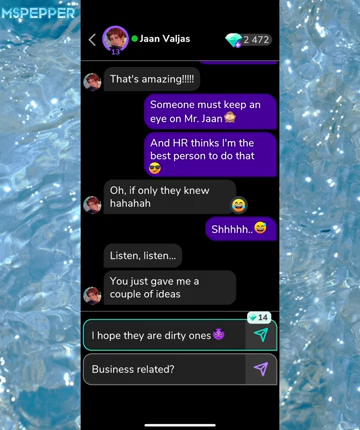 MSPEPPER
Jaan Valjas
2 472
13
That's amazing!!!!!
Someone must keep an
eye on Mr. Jaan
And HR thinks I'm the
best person to do that
Oh, if only they knew
hahahah
Shhhhh..
Listen, listen...
You just gave me a
couple of ideas
14
I hope they are dirty ones
Business related?